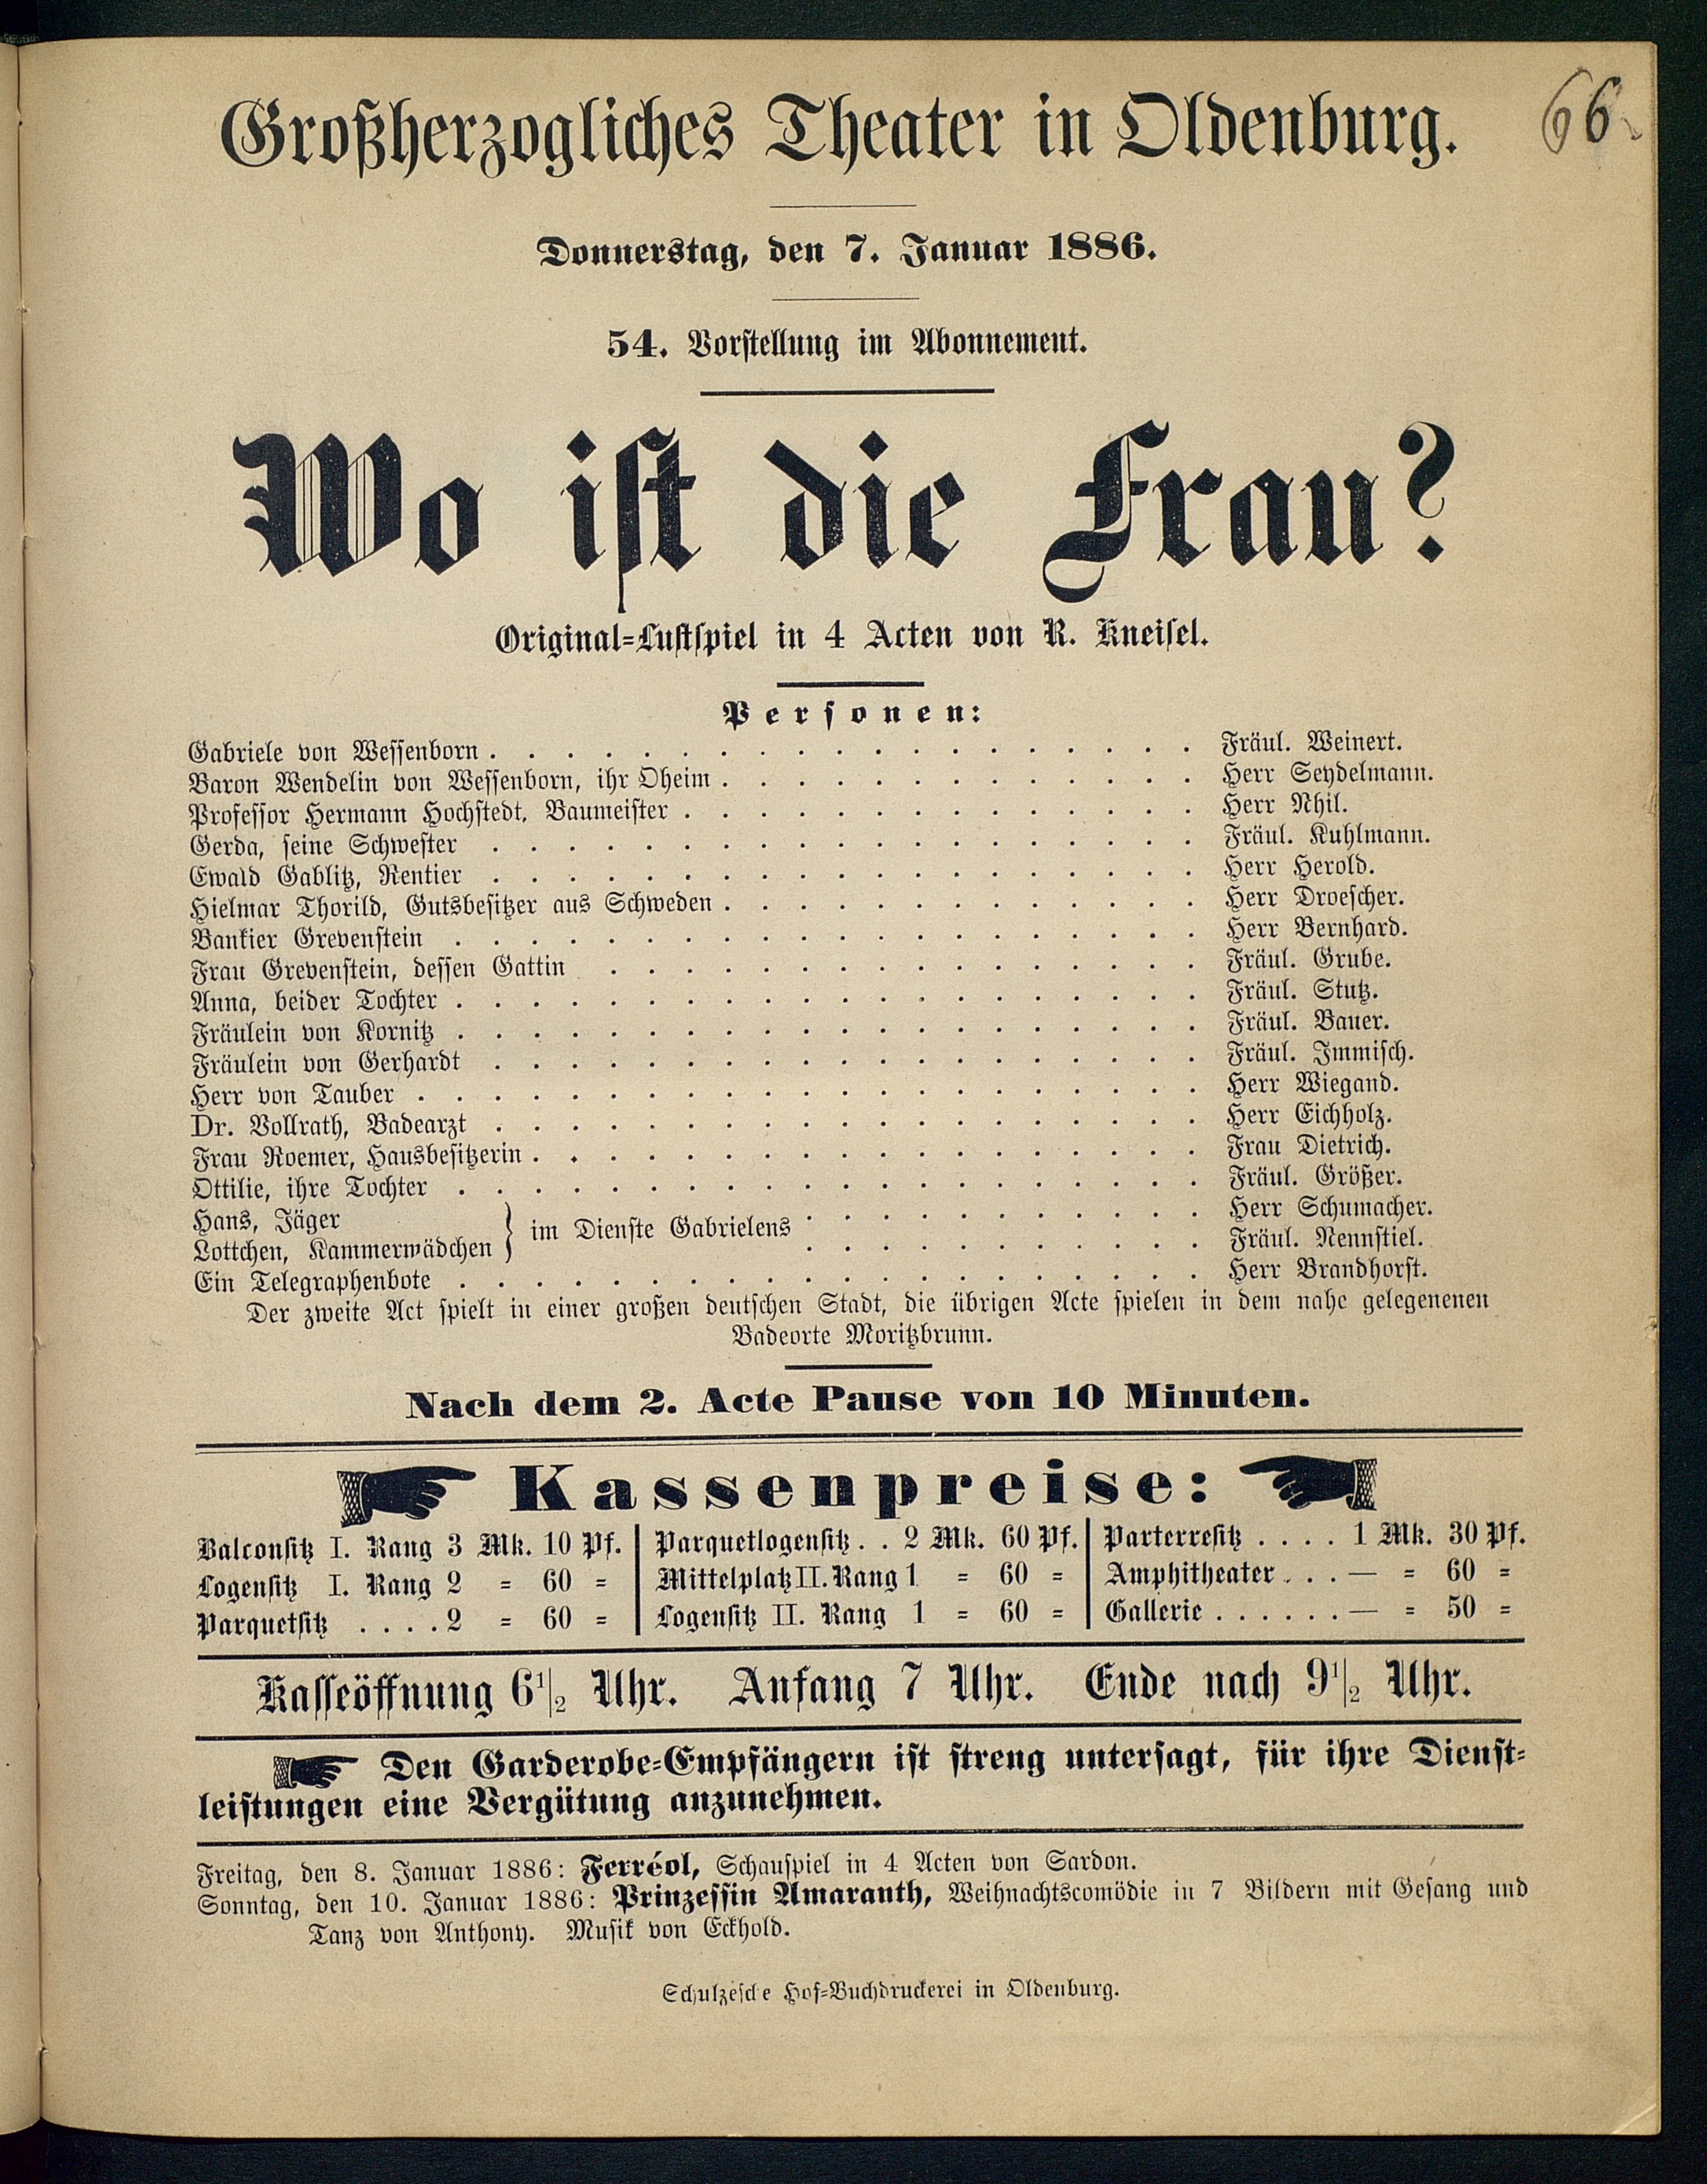 66
Großherzogliches Theater in Oldenburg.
Donnerstag, den 7. Januar 1886.
54. Vorstellung im Abonnement.
Wo ist die Frau?
Original=Lustspiel in 4 Acten von R. Kneisel.
Personen:
Gabriele von Wessenborn . . . . . . . . . . . . . . . . . . . Fräul. Weinert.
Baron Wendelin von Wessenborn, ihr Oheim . . . . . . . . . . . . . Herr Seydelmann.
Professor Hermann Hochstedt, Baumeister . . . . . . . . . . . . . . Herr Nhil.
Gerda, seine Schwester . . . . . . . . . . . . . . . . . . . Fräul. Kuhlmann.
Ewald Gablitz, Rentier . . . . . . . . . . . . . . . . . . . Herr Herold.
Hielmar Thorild, Gutsbesitzer aus Schweden . . . . . . . . . . . . . Herr Droescher.
Bankier Grevenstein . . . . . . . . . . . . . . . . . . . . Herr Bernhard.
Frau Grevenstein, dessen Gattin . . . . . . . . . . . . . . . . Fräul. Grube.
Anna, beider Tochter . . . . . . . . . . . . . . . . . . . . Fräul. Stutz.
Fräulein von Kornitz . . . . . . . . . . . . . . . . . . . . Fräul. Bauer.
Fräulein von Gerhardt . . . . . . . . . . . . . . . . . . . Fräul. Immisch.
Herr von Tauber . . . . . . . . . . . . . . . . . . . . . Herr Wiegand.
Dr. Vollrath, Badearzt . . . . . . . . . . . . . . . . . . . Herr Eichholz.
Frau Roemer, Hausbesitzerin . . . . . . . . . . . . . . . . . . Frau Dietrich.
Ottilie, ihre Tochter . . . . . . . . . . . . . . . . . . . . Fräul. Größer.
Hans, Jäger } im Dienste Gabrielens . . . . . . . . . . . Herr Schumacher.
Lottchen, Kammermädchen } . . . . . . . . . . . Fräul. Nennstiel.
Ein Telegraphenbote . . . . . . . . . . . . . . . . . . . . Herr Brandhorst.
Der zweite Act spielt in einer großen deutschen Stadt, die übrigen Acte spielen in dem nahe gelegenenen
Badeorte Moritzbrunn.
Nach dem 2. Acte Pause von 10 Minuten.
Kassenpreise:
Balconsitz I. Rang 3 Mk. 10 Pf. | Parquetlogensitz . . 2 Mk. 60 Pf. | Parterresitz . . . . 1 Mk. 30 Pf.
Logensitz I. Rang 2 = 60 = | Mittelplatz II. Rang 1 = 60 = | Amphitheater . . . — = 60 =
Parquetsitz . . . . 2 = 60 = | Logensitz II. Rang 1 = 60 = | Gallerie . . . . . . — = 50 =
Kasseöffnung 6 1/2 Uhr. Anfang 7 Uhr. Ende nach 9 1/2 Uhr.
Den Garderobe=Empfängern ist streng untersagt, für ihre Dienst=
leistungen eine Vergütung anzunehmen.
Freitag, den 8. Januar 1886: Ferréol, Schauspiel in 4 Acten von Sardon.
Sonntag, den 10. Januar 1886: Prinzessin Amaranth, Weihnachtscomödie in 7 Bildern mit Gesang und
Tanz von Anthony. Musik von Eckhold.
Schulzesche Hof=Buchdruckerei in Oldenburg.